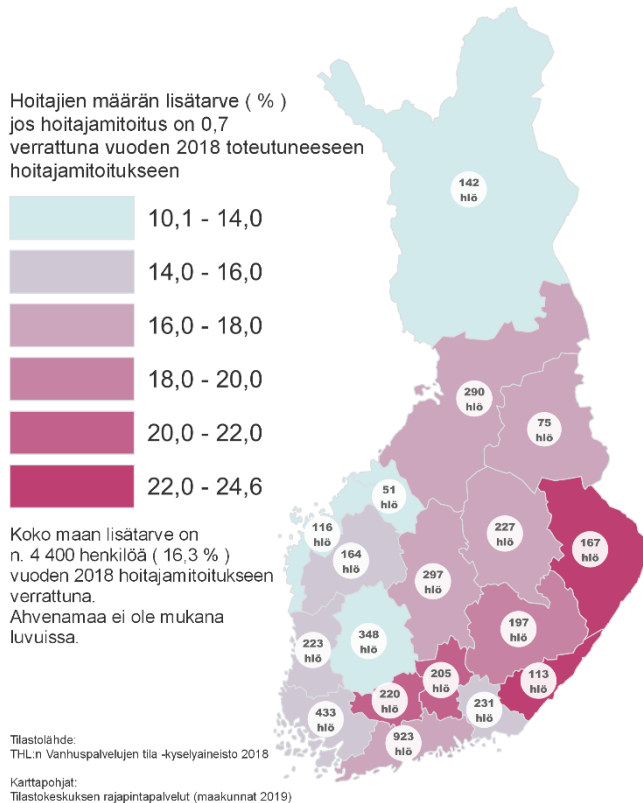 Hoitajien määrän lisätarve ( % )
jos hoitajamitoitus on 0,7
verrattuna vuoden 2018 toteutuneeseen
hoitajamitoitukseen
10,1 - 14,0
14,0 - 16,0
16,0 - 18,0
18,0 - 20,0
20,0 - 22,0
22,0 - 24,6
Koko maan lisätarve on
n. 4 400 henkilöä ( 16,3 % )
vuoden 2018 hoitajamitoitukseen
verrattuna.
Ahvenamaa ei ole mukana
luvuissa.
Tilastolähde:
THL:n Vanhuspalvelujen tila -kyselyaineisto 2018
Karttapohjat:
Tilastokeskuksen rajapintapalvelut (maakunnat 2019)
142
hlö
290
hlö
75
hlö
51
hlö
116
hlö
164
hlö
227
hlö
167
hlö
297
hlö
348
hlö
223
hlö
197
hlö
205
hlö
113
hlö
220
hlö
231
hlö
433
hlö
923
hlö